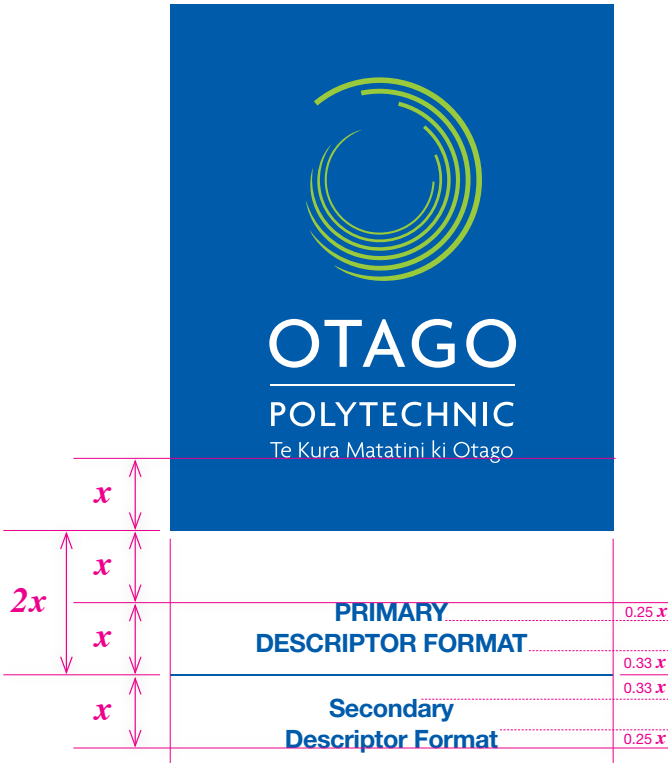 OTAGO
POLYTECHNIC
Te Kura Matatini ki Otago
x
x
2x
PRIMARY
0.25 x
x
DESCRIPTOR FORMAT
0.33 x
0.33 x
x
Secondary
Descriptor Format
0.25 x